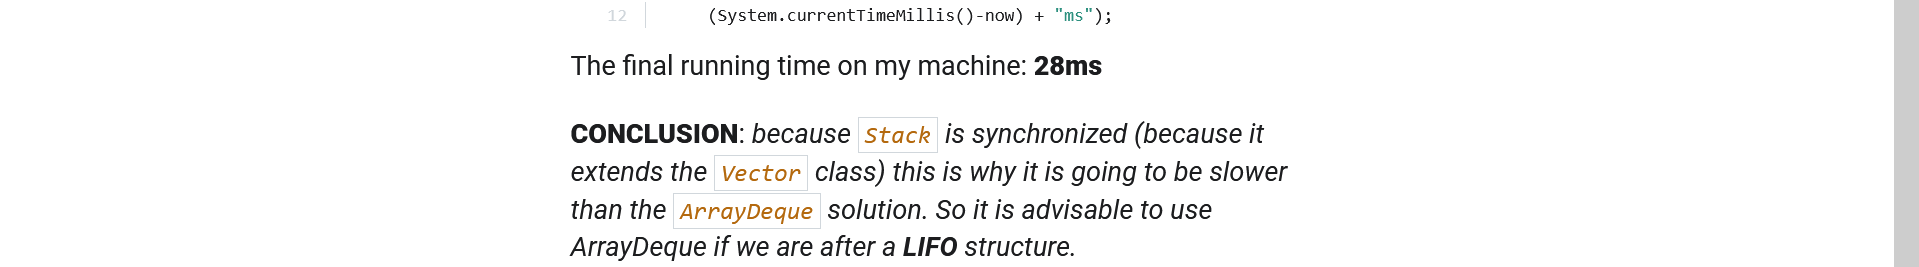 12 (System.currentTimeMillis()-now) + "ms");
The final running time on my machine: 28ms
CONCLUSION: because Stack is synchronized (because it
extends the Vector class) this is why it is going to be slower
than the ArrayDeque solution. So it is advisable to use
ArrayDeque if we are after a LIFO structure.